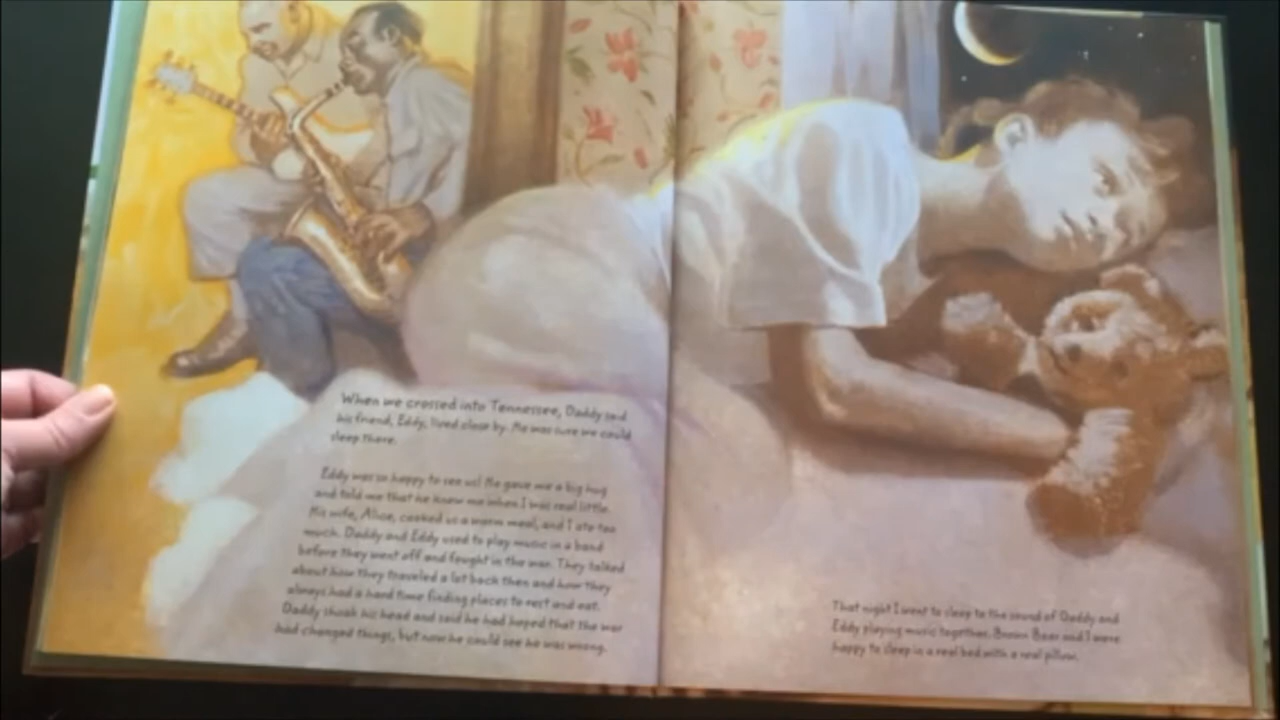 When we crossed into Tennessee, Daddy said
his friend, Eddy, lived close by. He was sure we could
sleep there.
Eddy was so happy to see us! He gave me a big hug
and told me that he knew me when I was real little.
His wife, Alice, cooked us a warm meal, and I ate too
much. Daddy and Eddy used to play music in a band
before they went off and fought in the war. They talked
about how they traveled a lot back then and how they
always had a hard time finding places to rest and eat.
Daddy shook his head and said he had hoped that the war
had changed things, but now he could see he was wrong.
That night I went to sleep to the sound of Daddy and
Eddy playing music together. Brown Bear and I were
happy to sleep in a real bed with a real pillow.